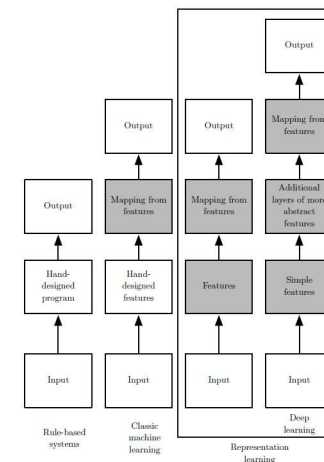 Output
Output
Output
Mapping from
features
Output
Mapping from
features
Mapping from
features
Additional
layers of more
abstract
features
Hand-
designed
program
Hand-
designed
features
Features
Simple
features
Input
Input
Input
Input
Rule-based
systems
Classic
machine
learning
Deep
learning
Representation
learning